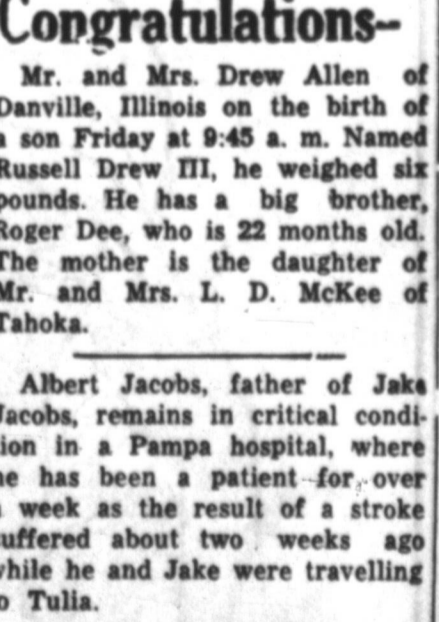 Congratulations-
Mr. and Mrs. Drew Allen of
Danville, Illinois on the birth of
a son Friday at 9:45 a. m. Named
Russell Drew III, he weighed six
pounds. He has a big brother,
Roger Dee, who is 22 months old.
The mother is the daughter of
Mr. and Mrs. L. D. McKee of
Tahoka.
Albert Jacobs, father of Jake
Jacobs, remains in critical condi-
tion in a Pampa hospital, where
he has been a patient for over
a week as the result of a stroke
suffered about two weeks ago
while he and Jake were travelling
to Tulia.